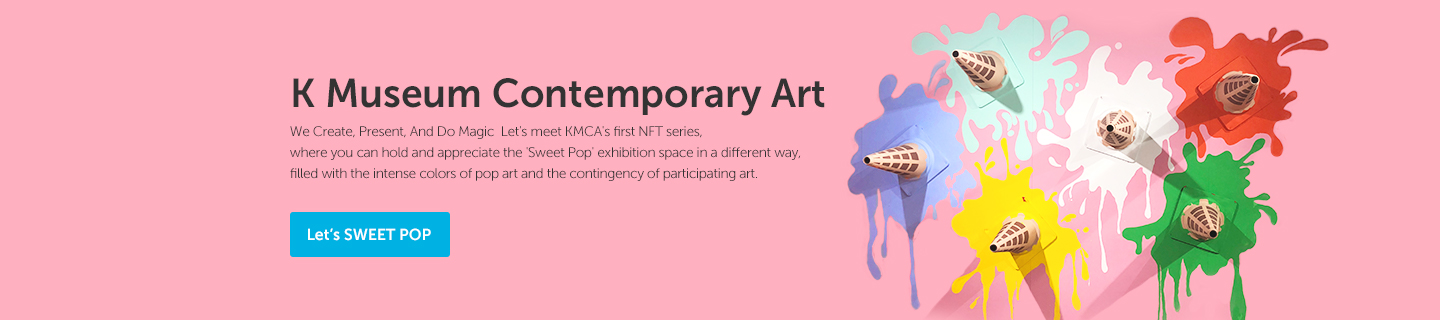 K Museum Contemporary Art
We Create, Present, And Do Magic  Let's meet KMCA's first NFT series,
where you can hold and appreciate the 'Sweet Pop' exhibition space in a different way,
filled with the intense colors of pop art and the contingency of participating art.
Let's SWEET POP